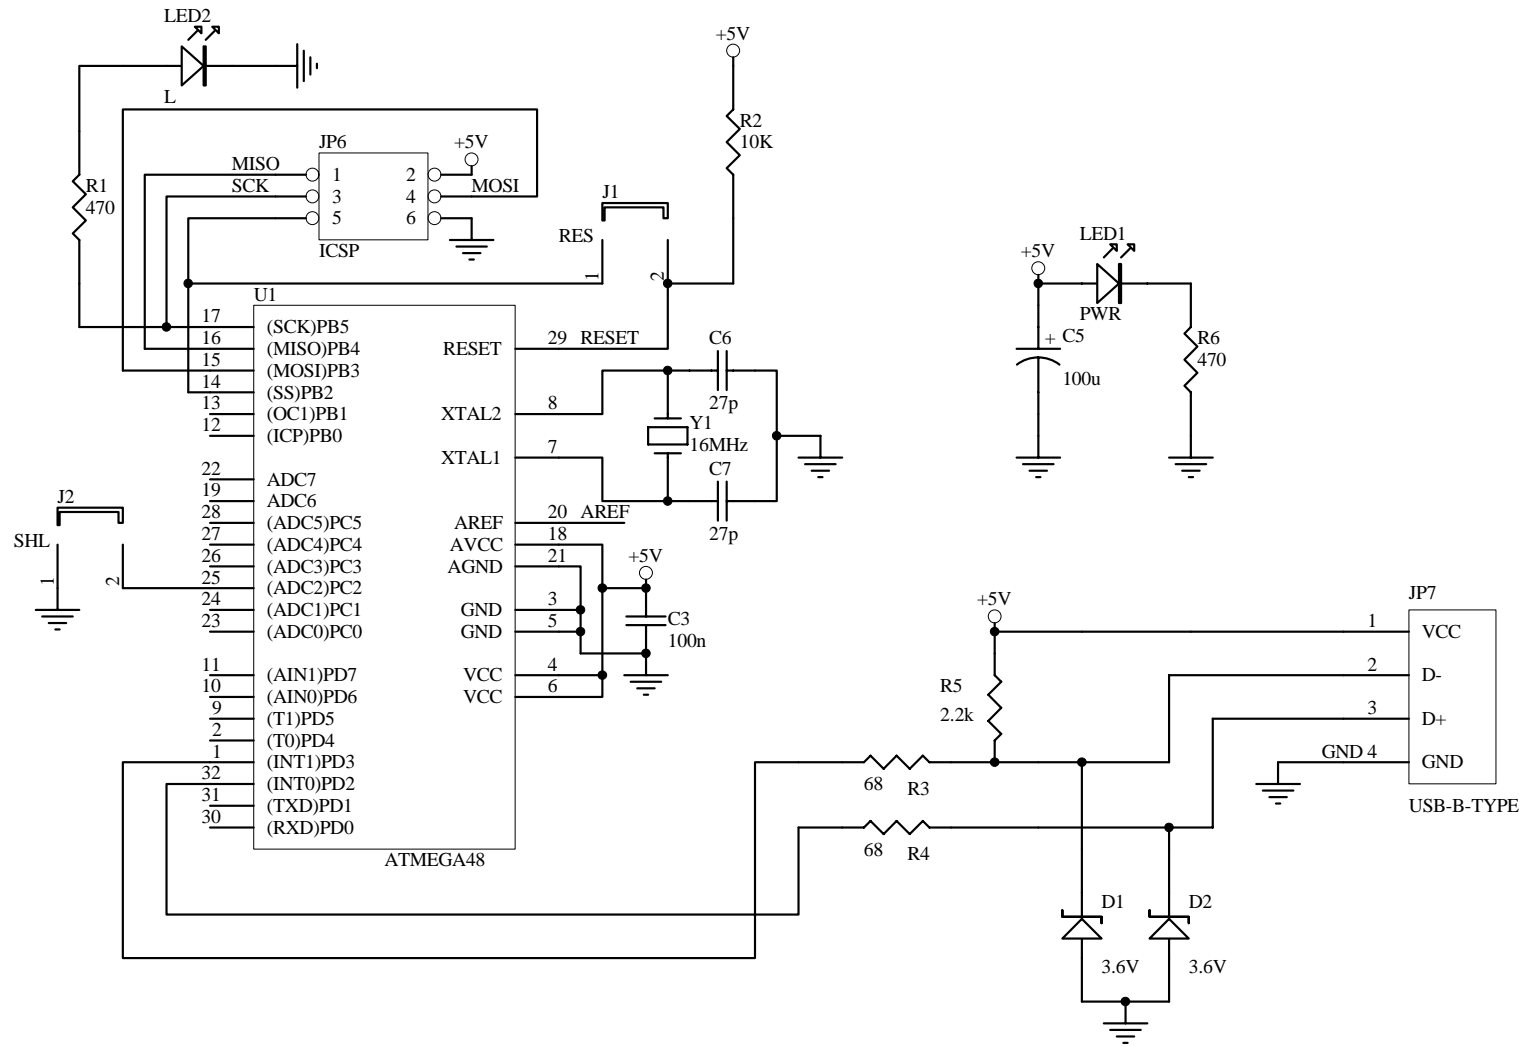 LED2
L
+5V
R2
10K
JP6
+5V
MISO
1
2
SCK
3
4
MOSI
5
6
ICSP
R1
470
J1
RES
1
2
U1
17
(SCK)PB5
16
(MISO)PB4
15
(MOSI)PB3
14
(SS)PB2
13
(OC1)PB1
12
(ICP)PB0
22
ADC7
19
ADC6
28
(ADC5)PC5
27
(ADC4)PC4
26
(ADC3)PC3
25
(ADC2)PC2
24
(ADC1)PC1
23
(ADC0)PC0
11
(AIN1)PD7
10
(AIN0)PD6
9
(T1)PD5
2
(T0)PD4
1
(INT1)PD3
32
(INT0)PD2
31
(TXD)PD1
30
(RXD)PD0
RESET
29
RESET
XTAL2
8
XTAL1
7
AREF
20
AREF
AVCC
18
AGND
21
GND
3
GND
5
VCC
4
VCC
6
ATMEGA48
C6
27p
Y1
16MHz
C7
27p
+5V
C3
100n
J2
SHL
1
2
LED1
+5V
PWR
+
C5
100u
R6
470
+5V
R5
2.2k
68
R3
68
R4
D1
3.6V
D2
3.6V
JP7
1
VCC
2
D-
3
D+
GND 4
GND
USB-B-TYPE